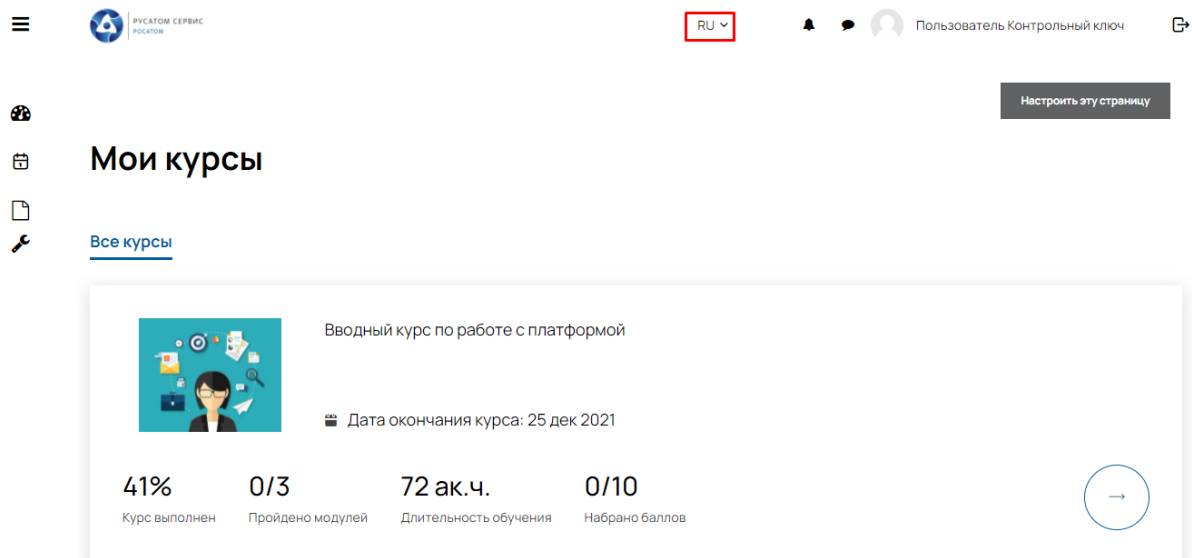 РУСАТОМ СЕРВИС
РОСАТОМ
RU
Пользователь Контрольный ключ
Настроить эту страницу
Мои курсы
Все курсы
Вводный курс по работе с платформой
Дата окончания курса: 25 дек 2021
41% 0/3 72 ак.ч. 0/10
Курс выполнен Пройдено модулей Длительность обучения Набрано баллов